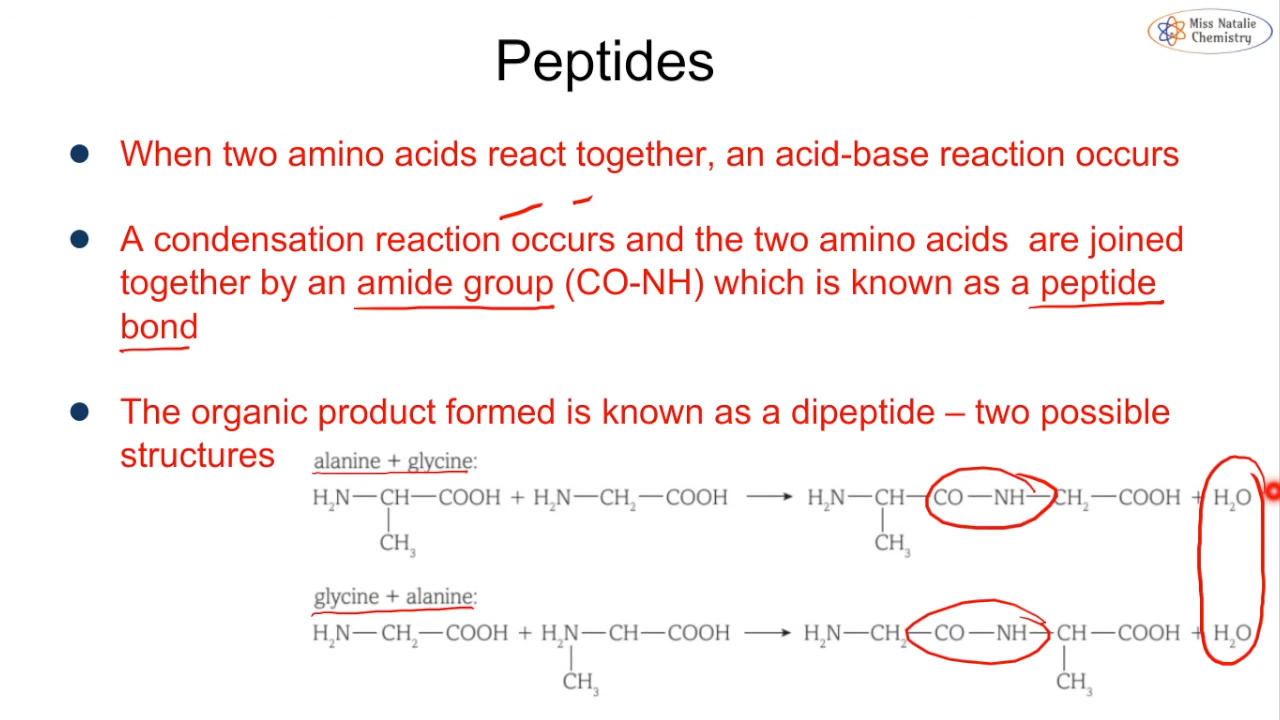 Miss Natalie
Chemistry
Peptides
● When two amino acids react together, an acid-base reaction occurs
● A condensation reaction occurs and the two amino acids are joined
together by an amide group (CO-NH) which is known as a peptide
bond
● The organic product formed is known as a dipeptide – two possible
structures
alanine + glycine:
H₂N—CH—COOH + H₂N—CH₂—COOH ⟶ H₂N—CH—CO—NH—CH₂—COOH + H₂O
CH₃ CH₃
glycine + alanine:
H₂N—CH₂—COOH + H₂N—CH—COOH ⟶ H₂N—CH₂—CO—NH—CH—COOH + H₂O
CH₃ CH₃